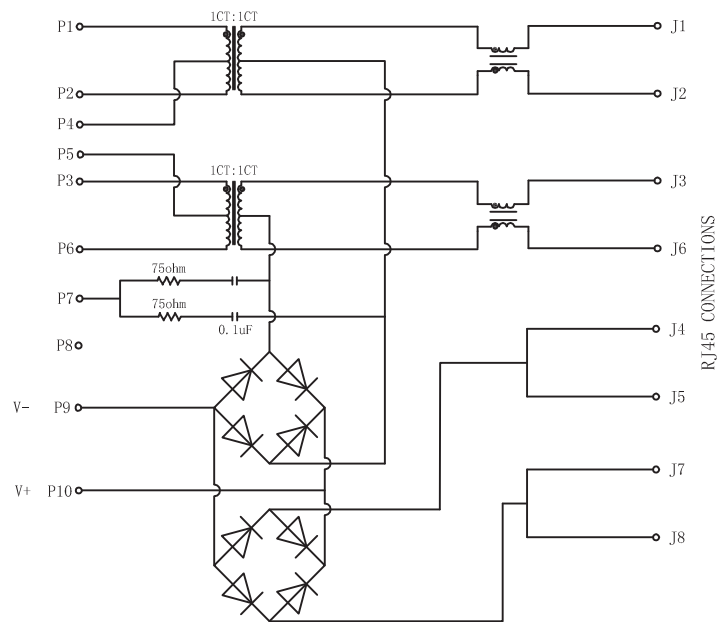 1CT:1CT
P1
J1
P2
J2
P4
P5
1CT:1CT
P3
J3
P6
J6
75ohm
P7
75ohm
0.1uF
P8
J4
J5
V- P9
J7
V+ P10
J8
RJ45 CONNECTIONS